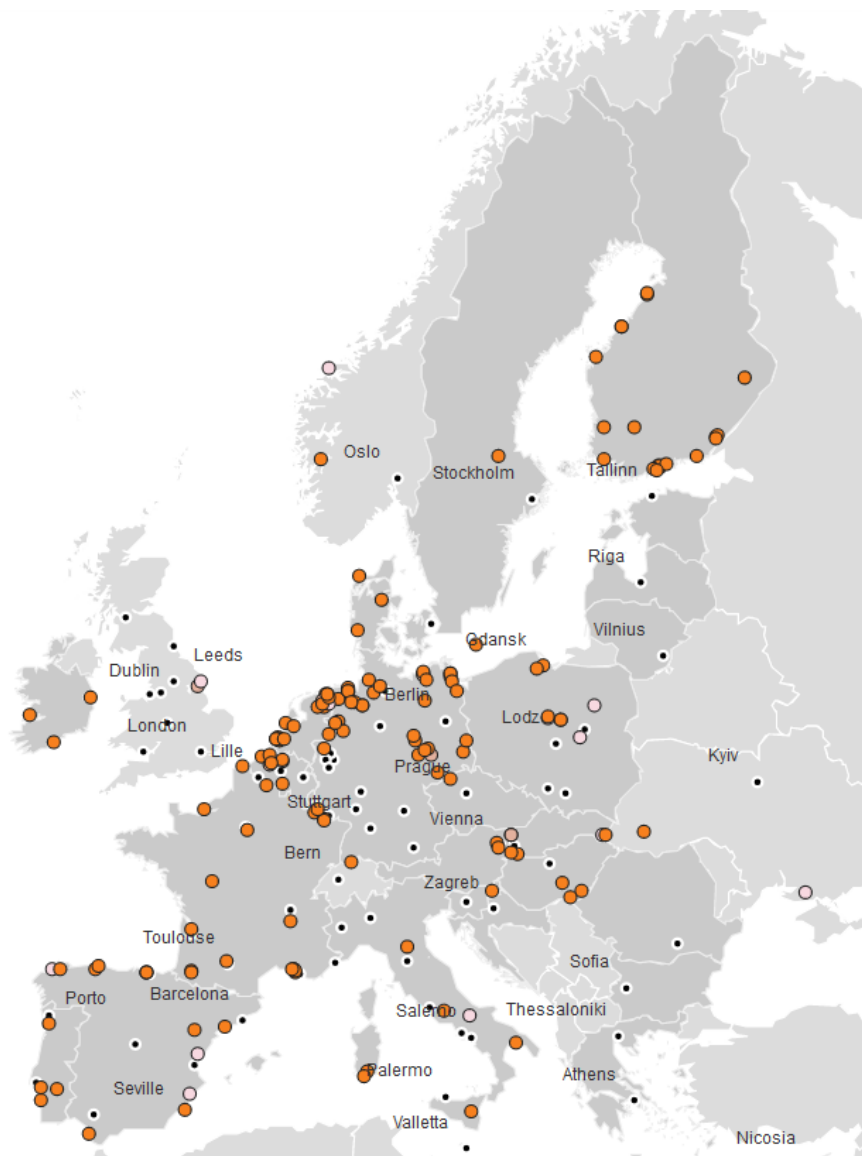 Oslo
Stockholm
Tallinn
Riga
Gdansk
Vilnius
Leeds
Dublin
Berlin
London
Lodz
Lille
Kyiv
Prague
Stuttgart
Vienna
Bern
Zagreb
Toulouse
Sofia
Barcelona
Porto
Salerno
Thessaloniki
Palermo
Athens
Seville
Valletta
Nicosia